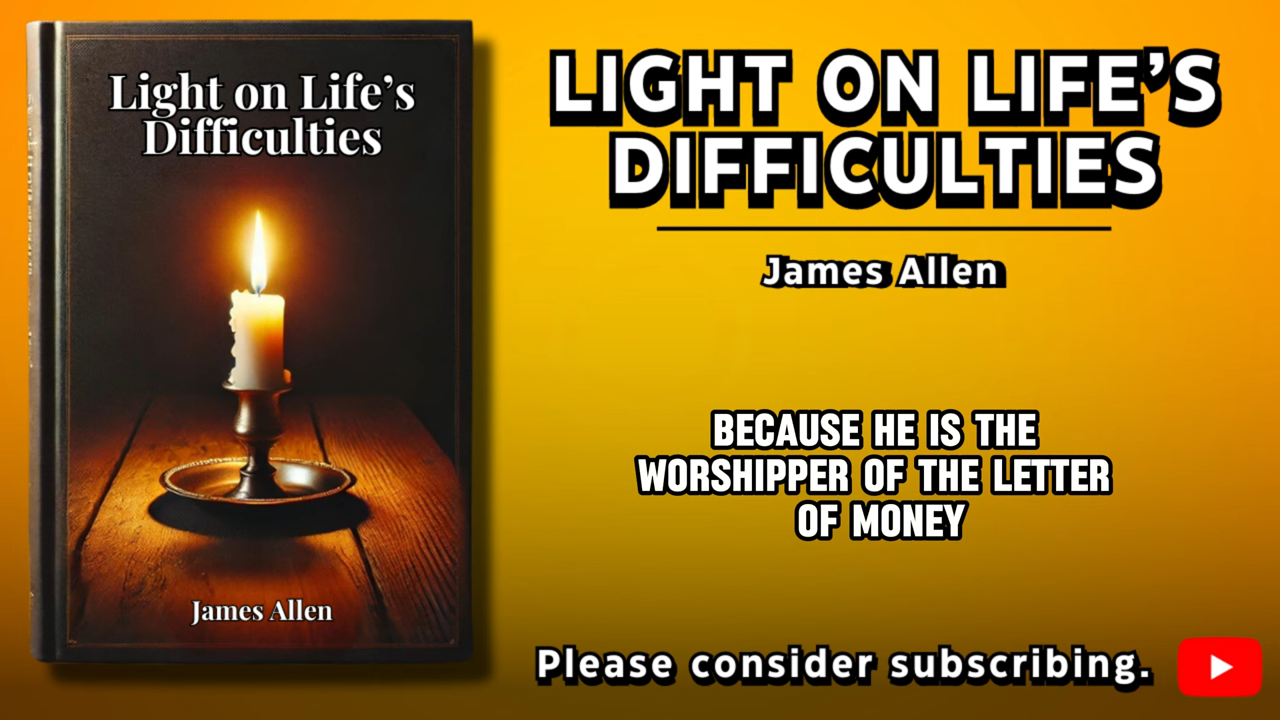 Light on Life's
Difficulties
James Allen
LIGHT ON LIFE'S
DIFFICULTIES
James Allen
BECAUSE HE IS THE
WORSHIPPER OF THE LETTER
OF MONEY
Please consider subscribing.